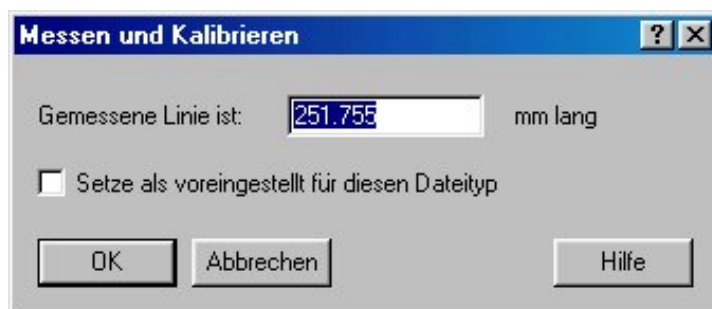 Messen und Kalibrieren
Gemessene Linie ist: 251.755 mm lang
Setze als voreingestellt für diesen Dateityp
OK Abbrechen Hilfe